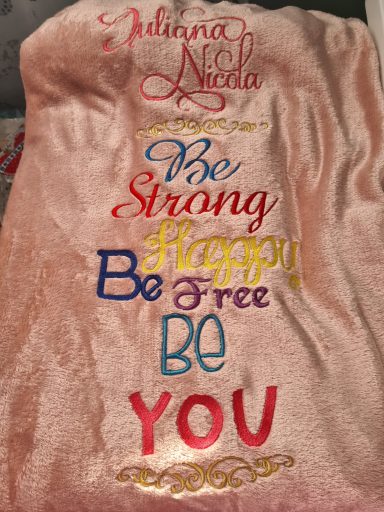 Juliana
Nicola
Be
Strong
Happy
Be Free
Be
YOU